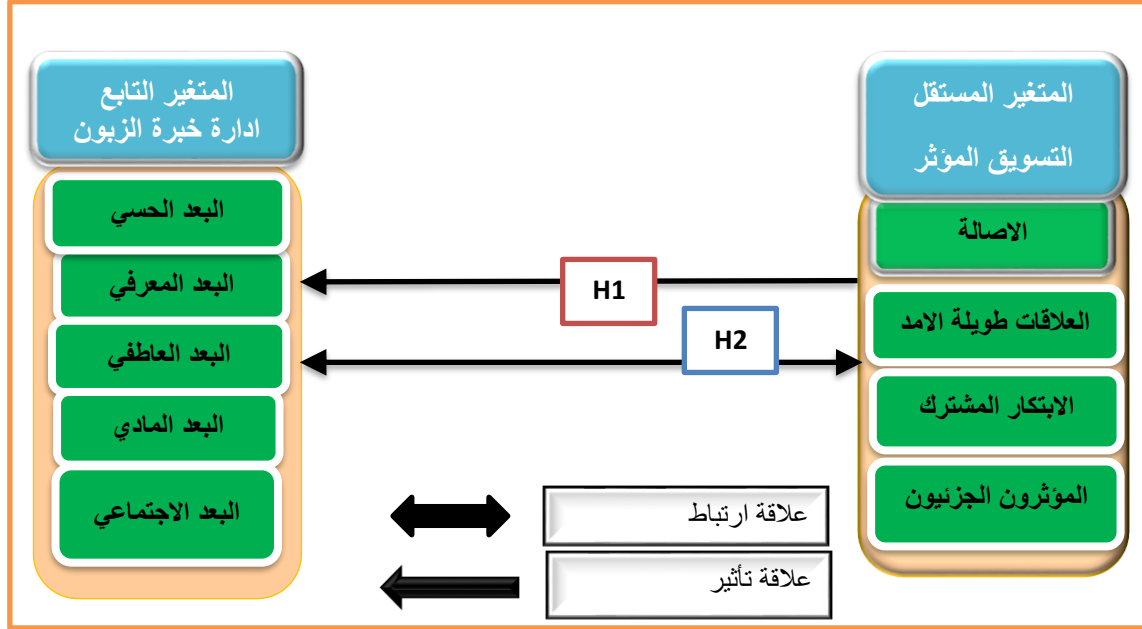 المتغير المستقل
التسويق المؤثر
الاصالة
العلاقات طويلة الامد
الابتكار المشترك
المؤثرون الجزئيون
H1
H2
المتغير التابع
ادارة خبرة الزبون
البعد الحسي
البعد المعرفي
البعد العاطفي
البعد المادي
البعد الاجتماعي
علاقة ارتباط
علاقة تأثير